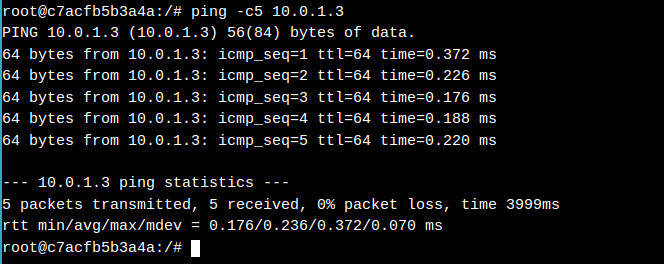 root@c7acfb5b3a4a:/# ping -c5 10.0.1.3
PING 10.0.1.3 (10.0.1.3) 56(84) bytes of data.
64 bytes from 10.0.1.3: icmp_seq=1 ttl=64 time=0.372 ms
64 bytes from 10.0.1.3: icmp_seq=2 ttl=64 time=0.226 ms
64 bytes from 10.0.1.3: icmp_seq=3 ttl=64 time=0.176 ms
64 bytes from 10.0.1.3: icmp_seq=4 ttl=64 time=0.188 ms
64 bytes from 10.0.1.3: icmp_seq=5 ttl=64 time=0.220 ms
--- 10.0.1.3 ping statistics ---
5 packets transmitted, 5 received, 0% packet loss, time 3999ms
rtt min/avg/max/mdev = 0.176/0.236/0.372/0.070 ms
root@c7acfb5b3a4a:/#